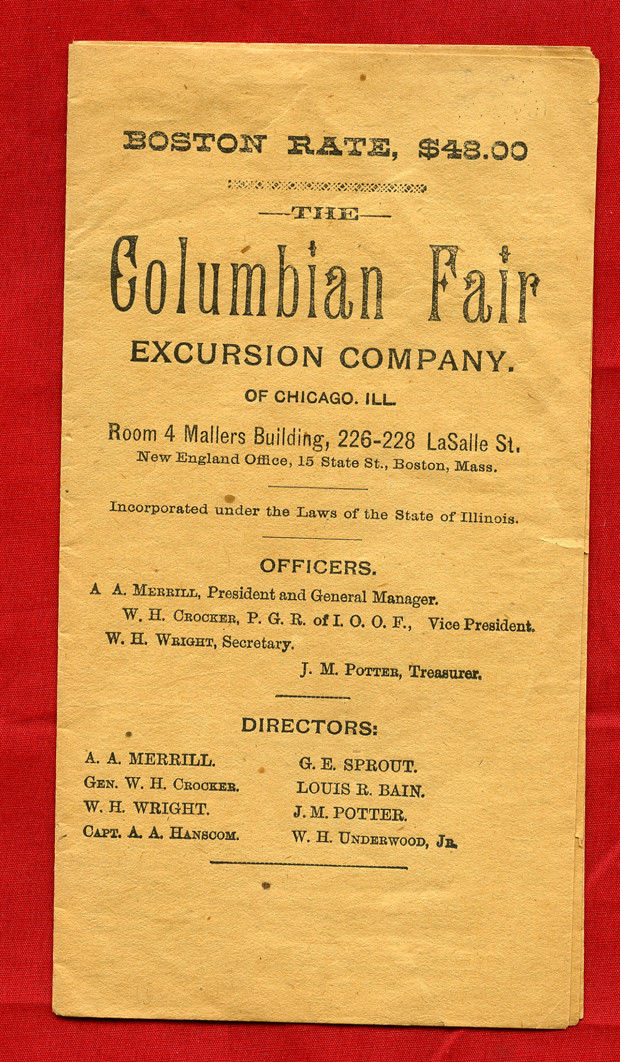 BOSTON RATE, $48.00
THE
Columbian Fair
EXCURSION COMPANY.
OF CHICAGO. ILL.
Room 4 Mallers Building, 226-228 LaSalle St.
New England Office, 15 State St., Boston, Mass.
Incorporated under the Laws of the State of Illinois.
OFFICERS.
A A. MERRILL, President and General Manager.
W. H. CROCKER, P. G. R. of I. O. O. F., Vice President.
W. H. WRIGHT, Secretary.
J. M. POTTER, Treasurer.
DIRECTORS:
A. A. MERRILL. G. E. SPROUT.
GEN. W. H. CROCKER. LOUIS R. BAIN.
W. H. WRIGHT. J. M. POTTER.
CAPT. A. A. HANSCOM. W. H. UNDERWOOD, JR.